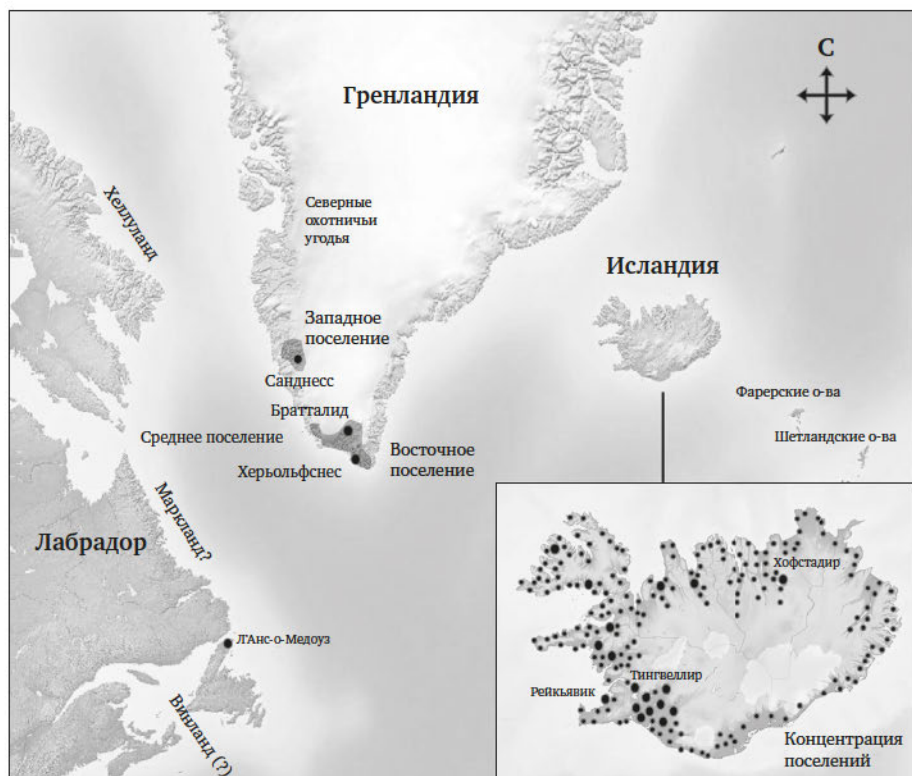 С
Гренландия
Хеллуланд
Северные
охотничьи
угодья
Исландия
Западное
поселение
Санднесс
Братталид
Среднее поселение
Восточное
поселение
Херьольфснес
Фарерские о-ва
Шетландские о-ва
Маркланд?
Лабрадор
Л'Анс-о-Медоуз
Винланд (?)
Хофстадир
Тингвеллир
Рейкьявик
Концентрация
поселений